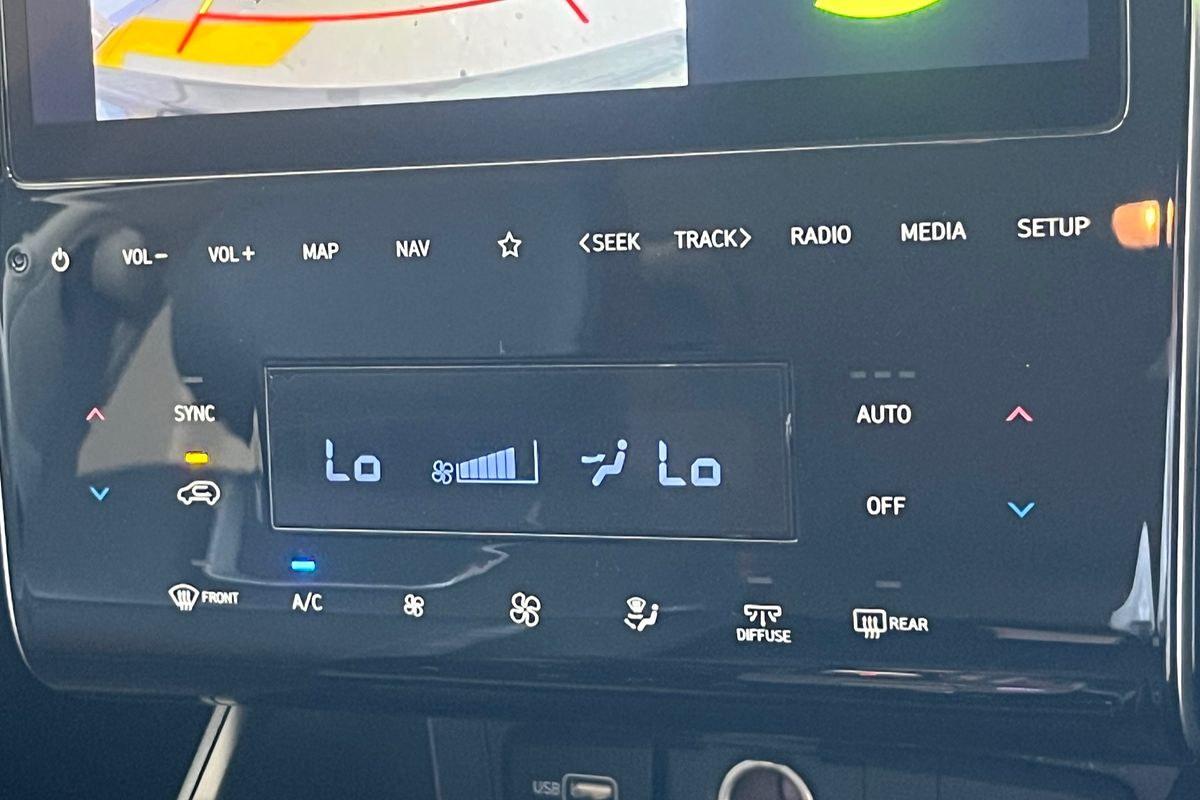 VOL- VOL+ MAP NAV <SEEK TRACK> RADIO MEDIA SETUP
SYNC AUTO
Lo Lo
OFF
FRONT A/C DIFFUSE REAR
USB